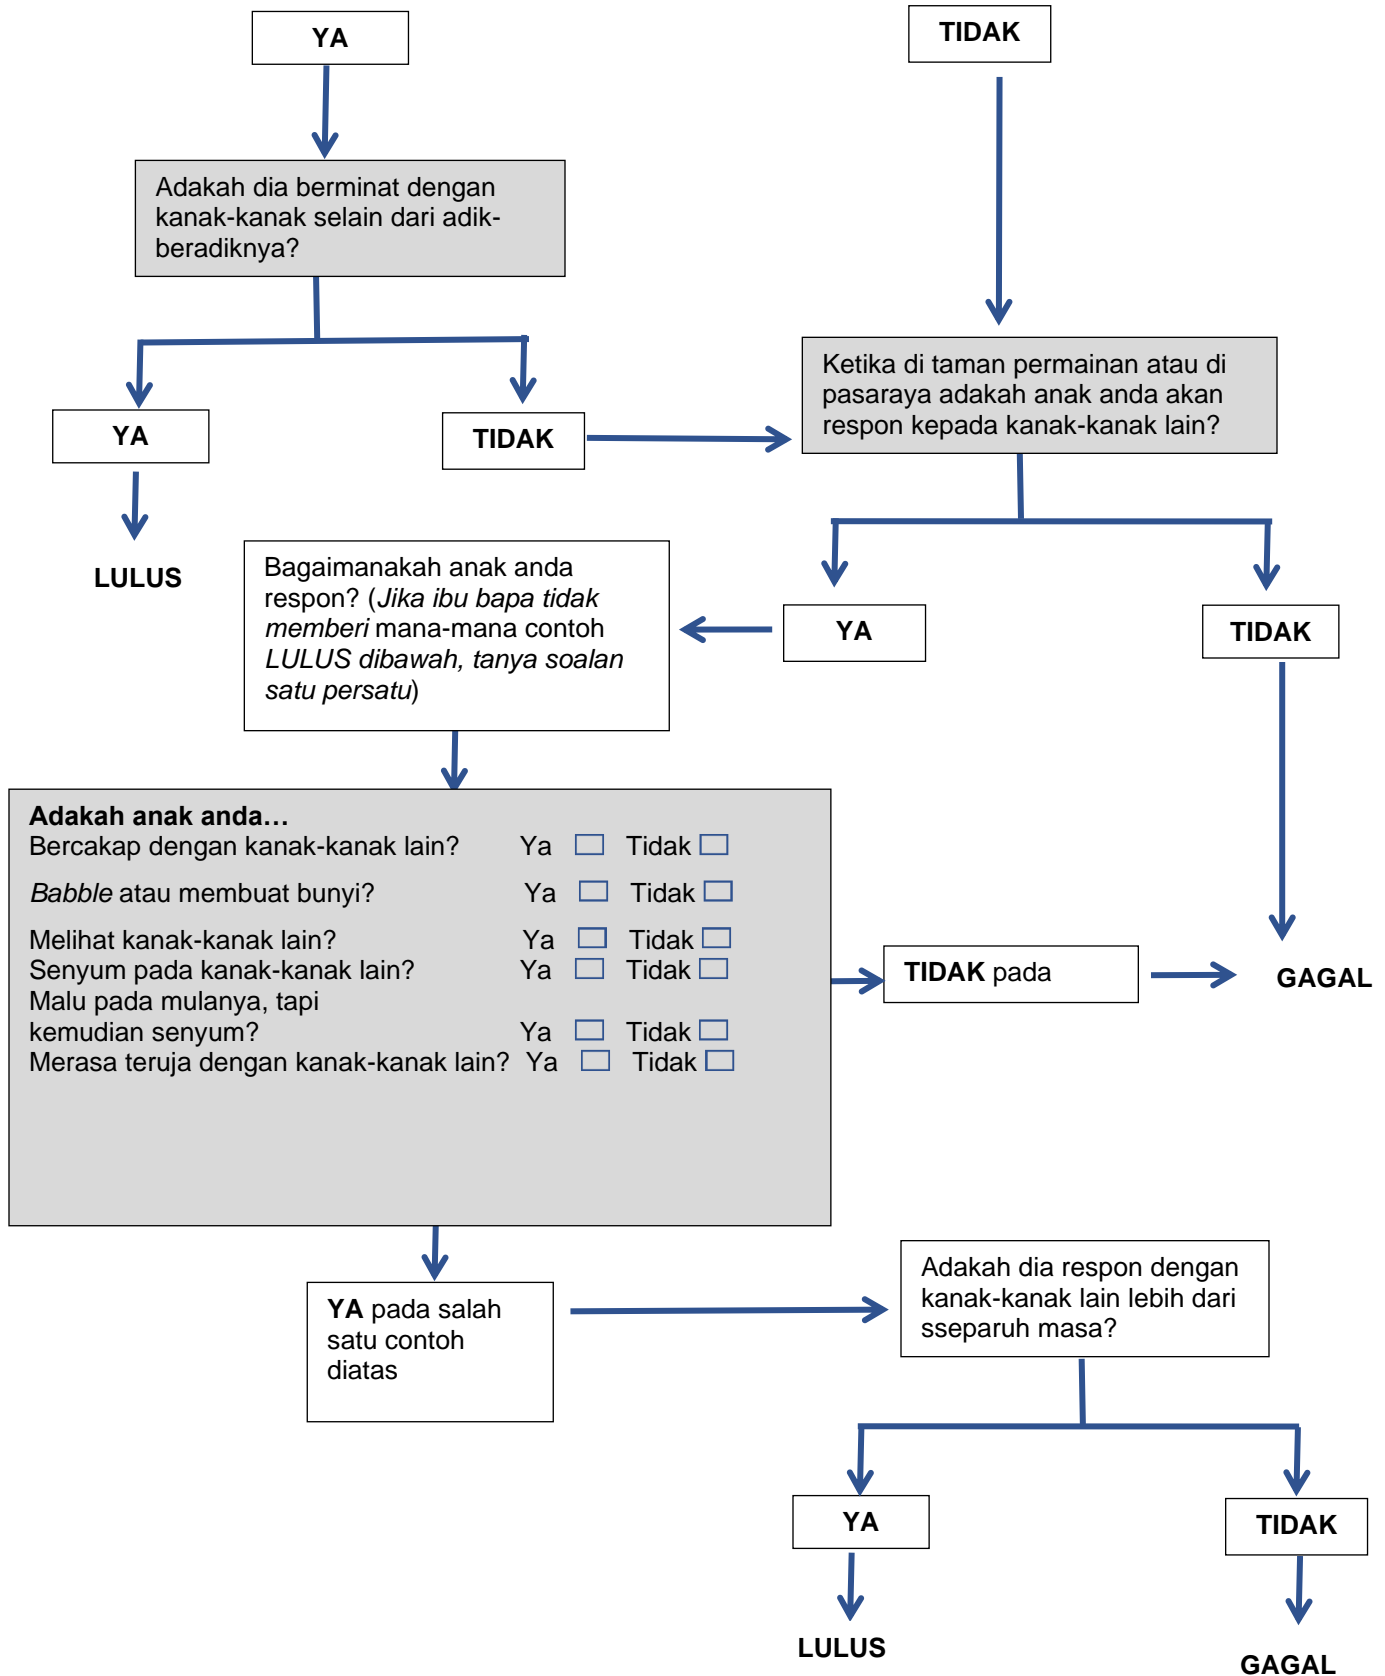 YA
TIDAK
Adakah dia berminat dengan
kanak-kanak selain dari adik-
beradiknya?
Ketika di taman permainan atau di
pasaraya adakah anak anda akan
respon kepada kanak-kanak lain?
YA
TIDAK
LULUS
Bagaimanakah anak anda
respon? (Jika ibu bapa tidak
memberi mana-mana contoh
LULUS dibawah, tanya soalan
satu persatu)
YA
TIDAK
Adakah anak anda…
Bercakap dengan kanak-kanak lain? Ya Tidak
Babble atau membuat bunyi? Ya Tidak
Melihat kanak-kanak lain? Ya Tidak
Senyum pada kanak-kanak lain? Ya Tidak
Malu pada mulanya, tapi
kemudian senyum? Ya Tidak
Merasa teruja dengan kanak-kanak lain? Ya Tidak
TIDAK pada
GAGAL
YA pada salah
satu contoh
diatas
Adakah dia respon dengan
kanak-kanak lain lebih dari
sseparuh masa?
YA
TIDAK
LULUS
GAGAL